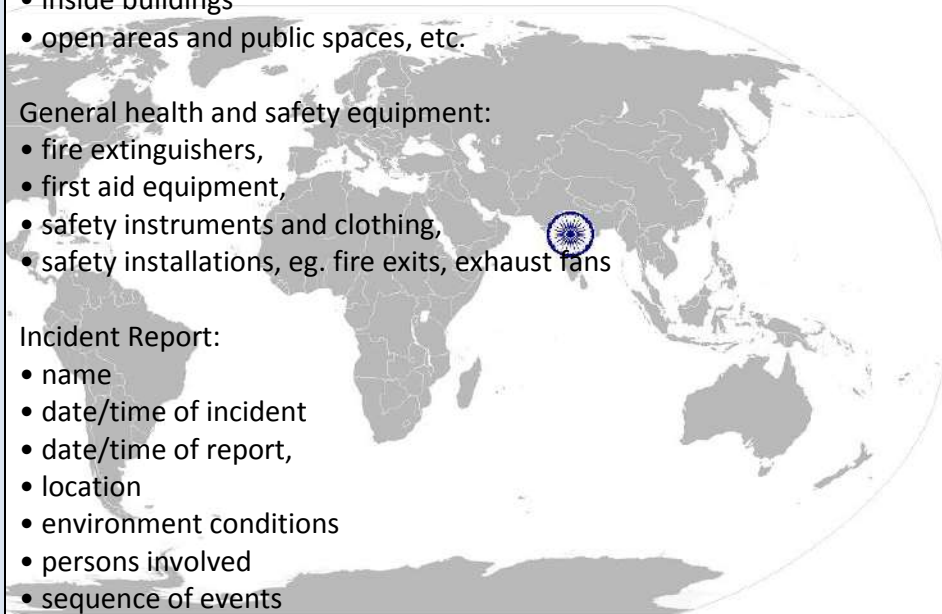 • inside buildings
• open areas and public spaces, etc.
General health and safety equipment:
• fire extinguishers,
• first aid equipment,
• safety instruments and clothing,
• safety installations, eg. fire exits, exhaust fans
Incident Report:
• name
• date/time of incident
• date/time of report,
• location
• environment conditions
• persons involved
• sequence of events